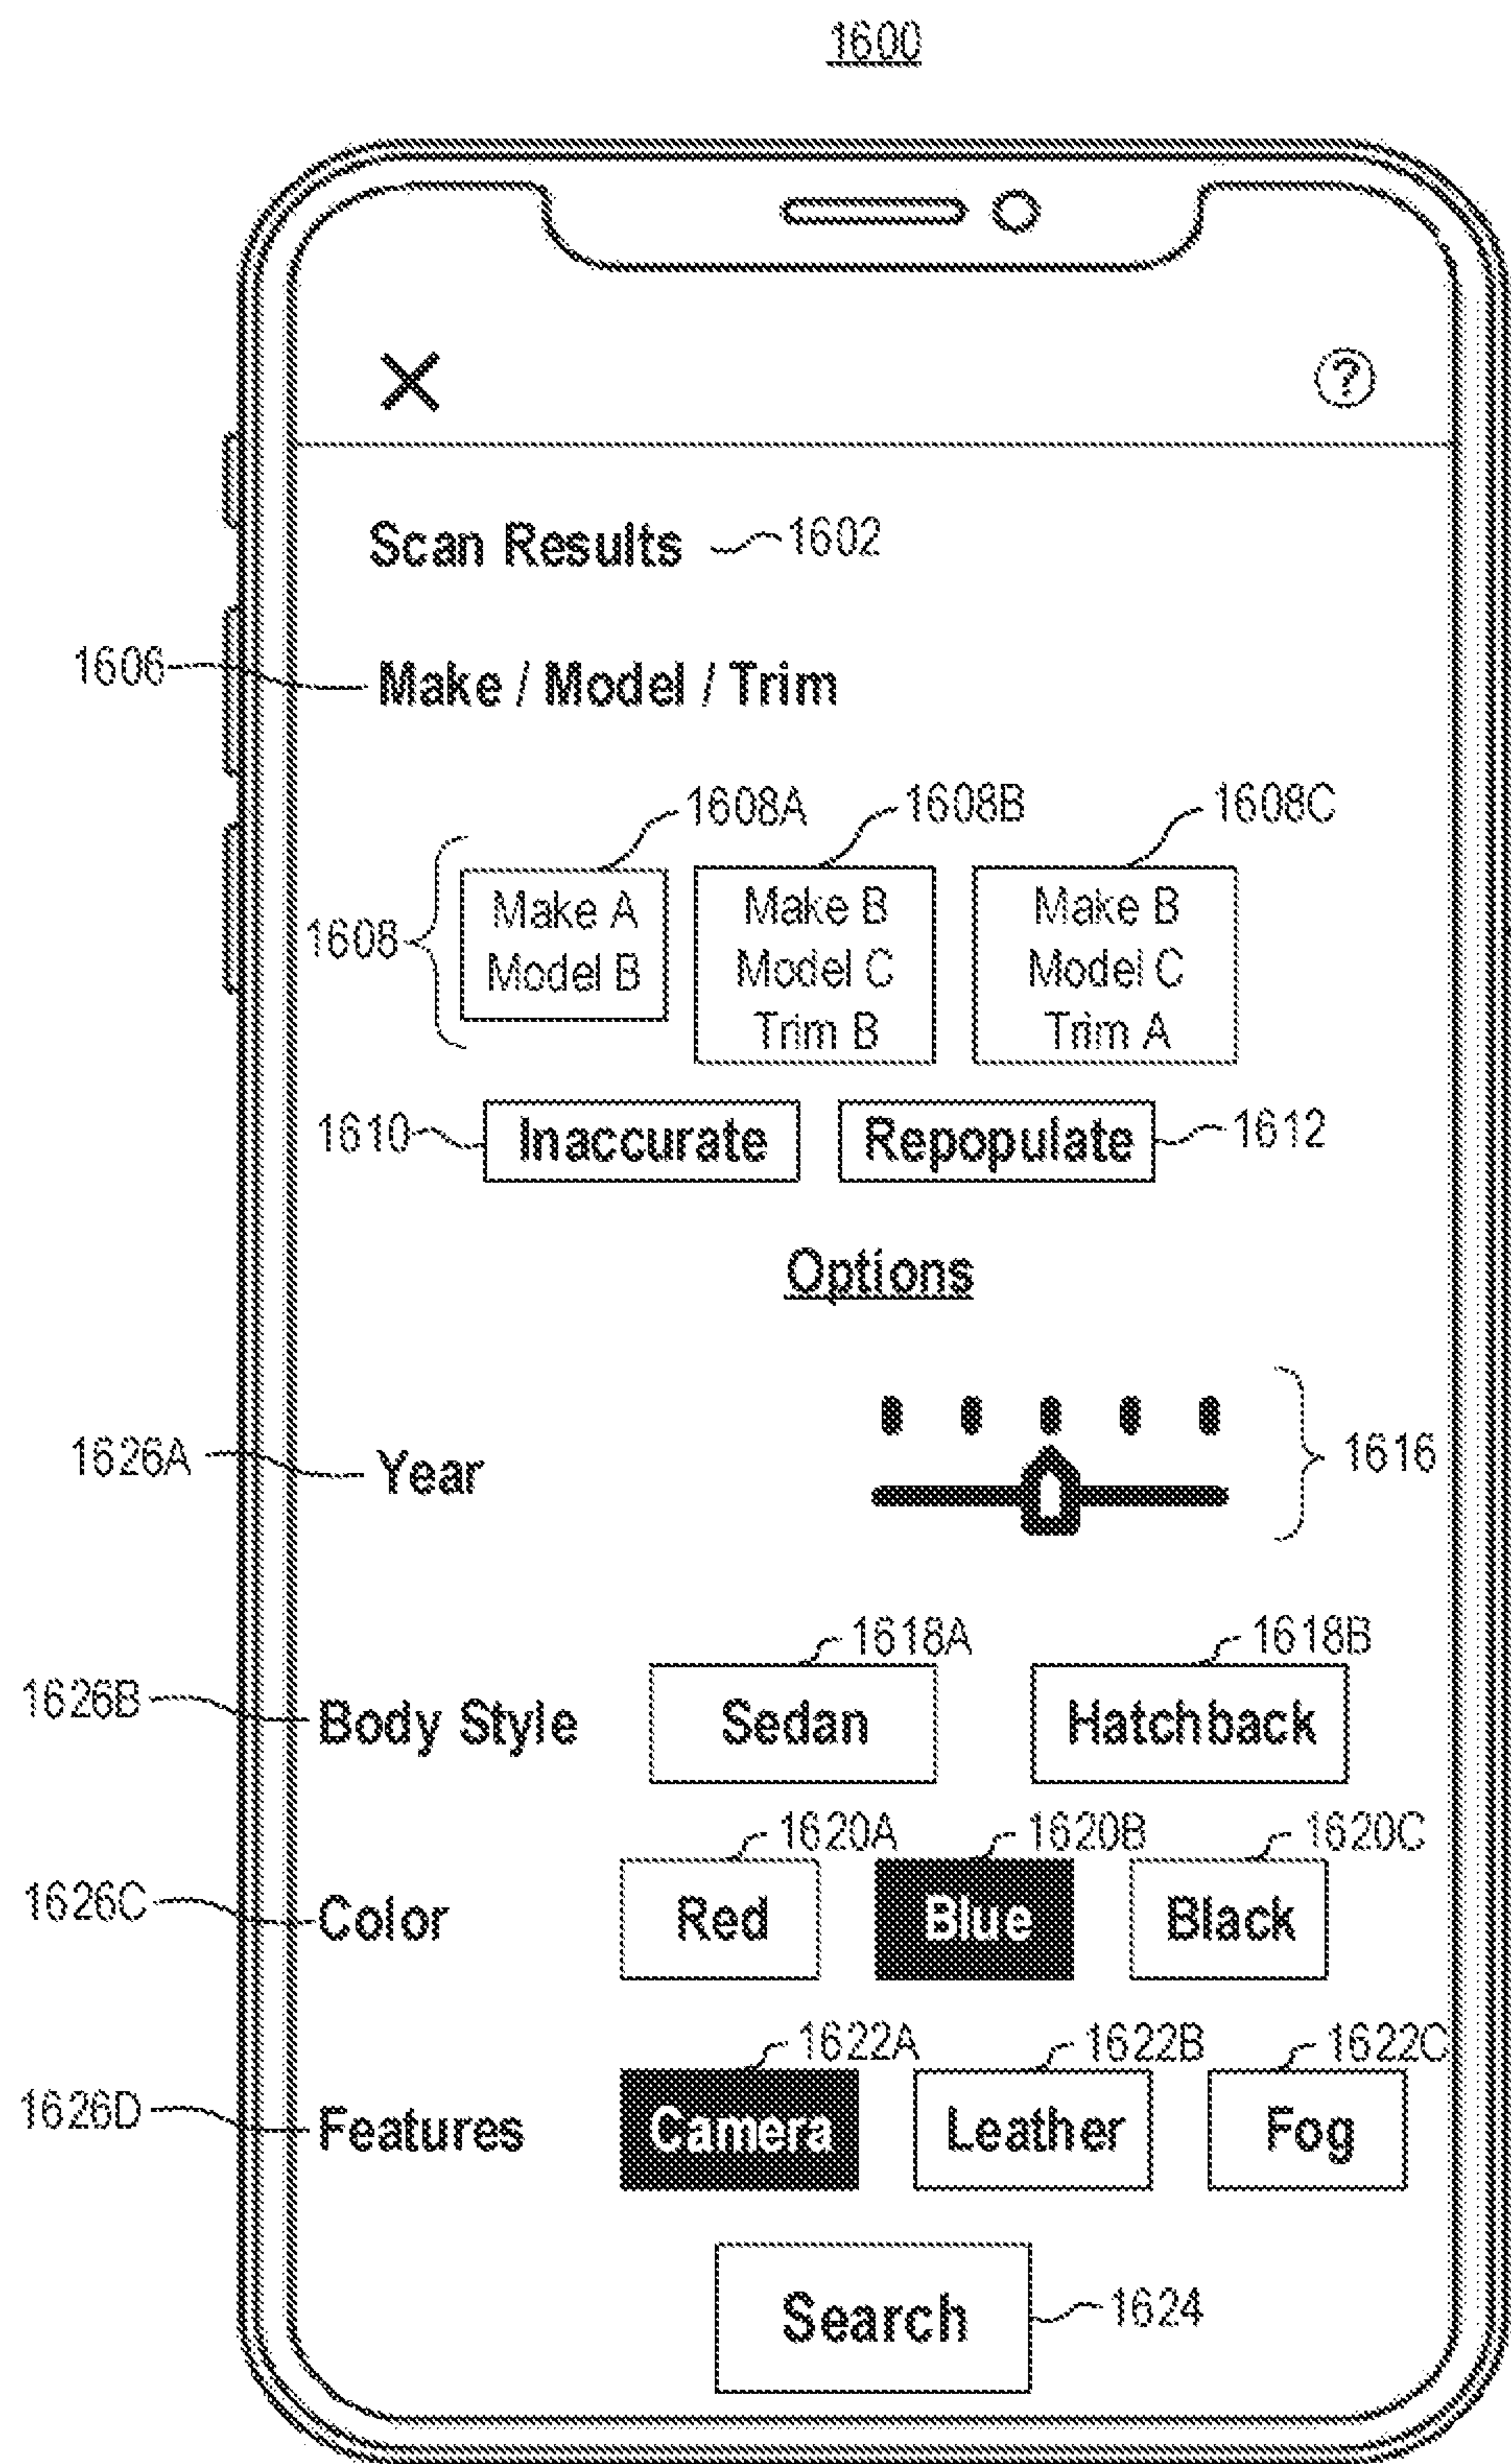 1600
?
Scan Results 1602
1606 Make / Model / Trim
1608A 1608B 1608C
1608
Make A
Model B
Make B
Model C
Trim B
Make B
Model C
Trim A
1610 Inaccurate Repopulate 1612
Options
1626A Year 1616
1618A 1618B
1626B Body Style Sedan Hatchback
1620A 1620B 1620C
1626C Color Red Blue Black
1622A 1622B 1622C
1626D Features Camera Leather Fog
Search 1624